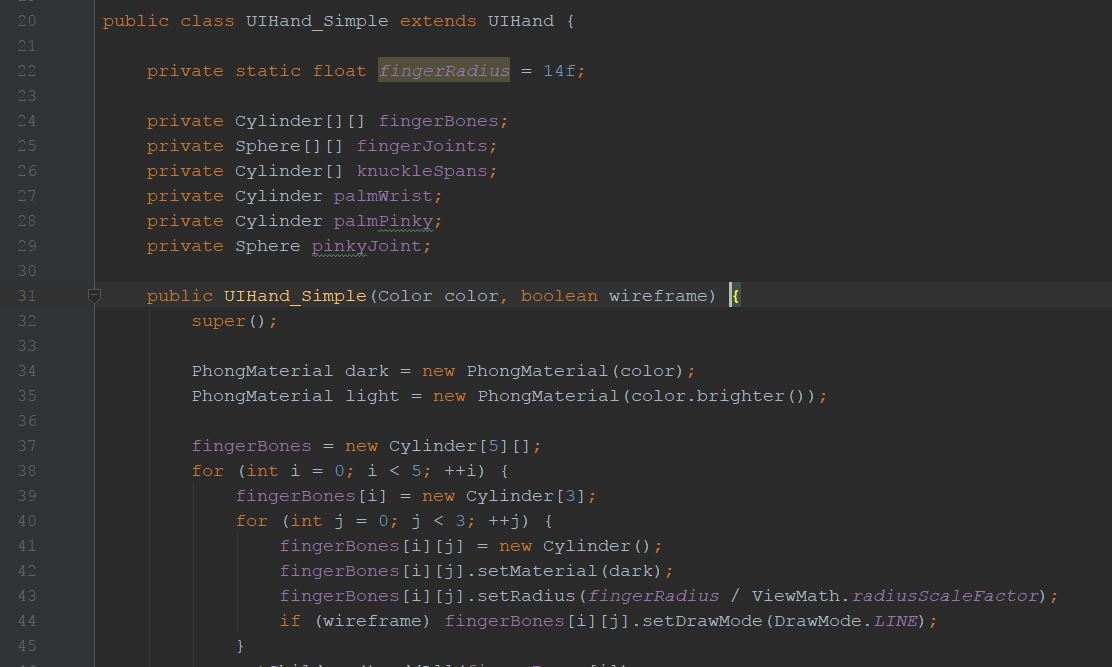 20 public class UIHand_Simple extends UIHand {
21
22 private static float fingerRadius = 14f;
23
24 private Cylinder[][] fingerBones;
25 private Sphere[][] fingerJoints;
26 private Cylinder[] knuckleSpans;
27 private Cylinder palmWrist;
28 private Cylinder palmPinky;
29 private Sphere pinkyJoint;
30
31 public UIHand_Simple(Color color, boolean wireframe) {
32 super();
33
34 PhongMaterial dark = new PhongMaterial(color);
35 PhongMaterial light = new PhongMaterial(color.brighter());
36
37 fingerBones = new Cylinder[5][];
38 for (int i = 0; i < 5; ++i) {
39 fingerBones[i] = new Cylinder[3];
40 for (int j = 0; j < 3; ++j) {
41 fingerBones[i][j] = new Cylinder();
42 fingerBones[i][j].setMaterial(dark);
43 fingerBones[i][j].setRadius(fingerRadius / ViewMath.radiusScaleFactor);
44 if (wireframe) fingerBones[i][j].setDrawMode(DrawMode.LINE);
45 }